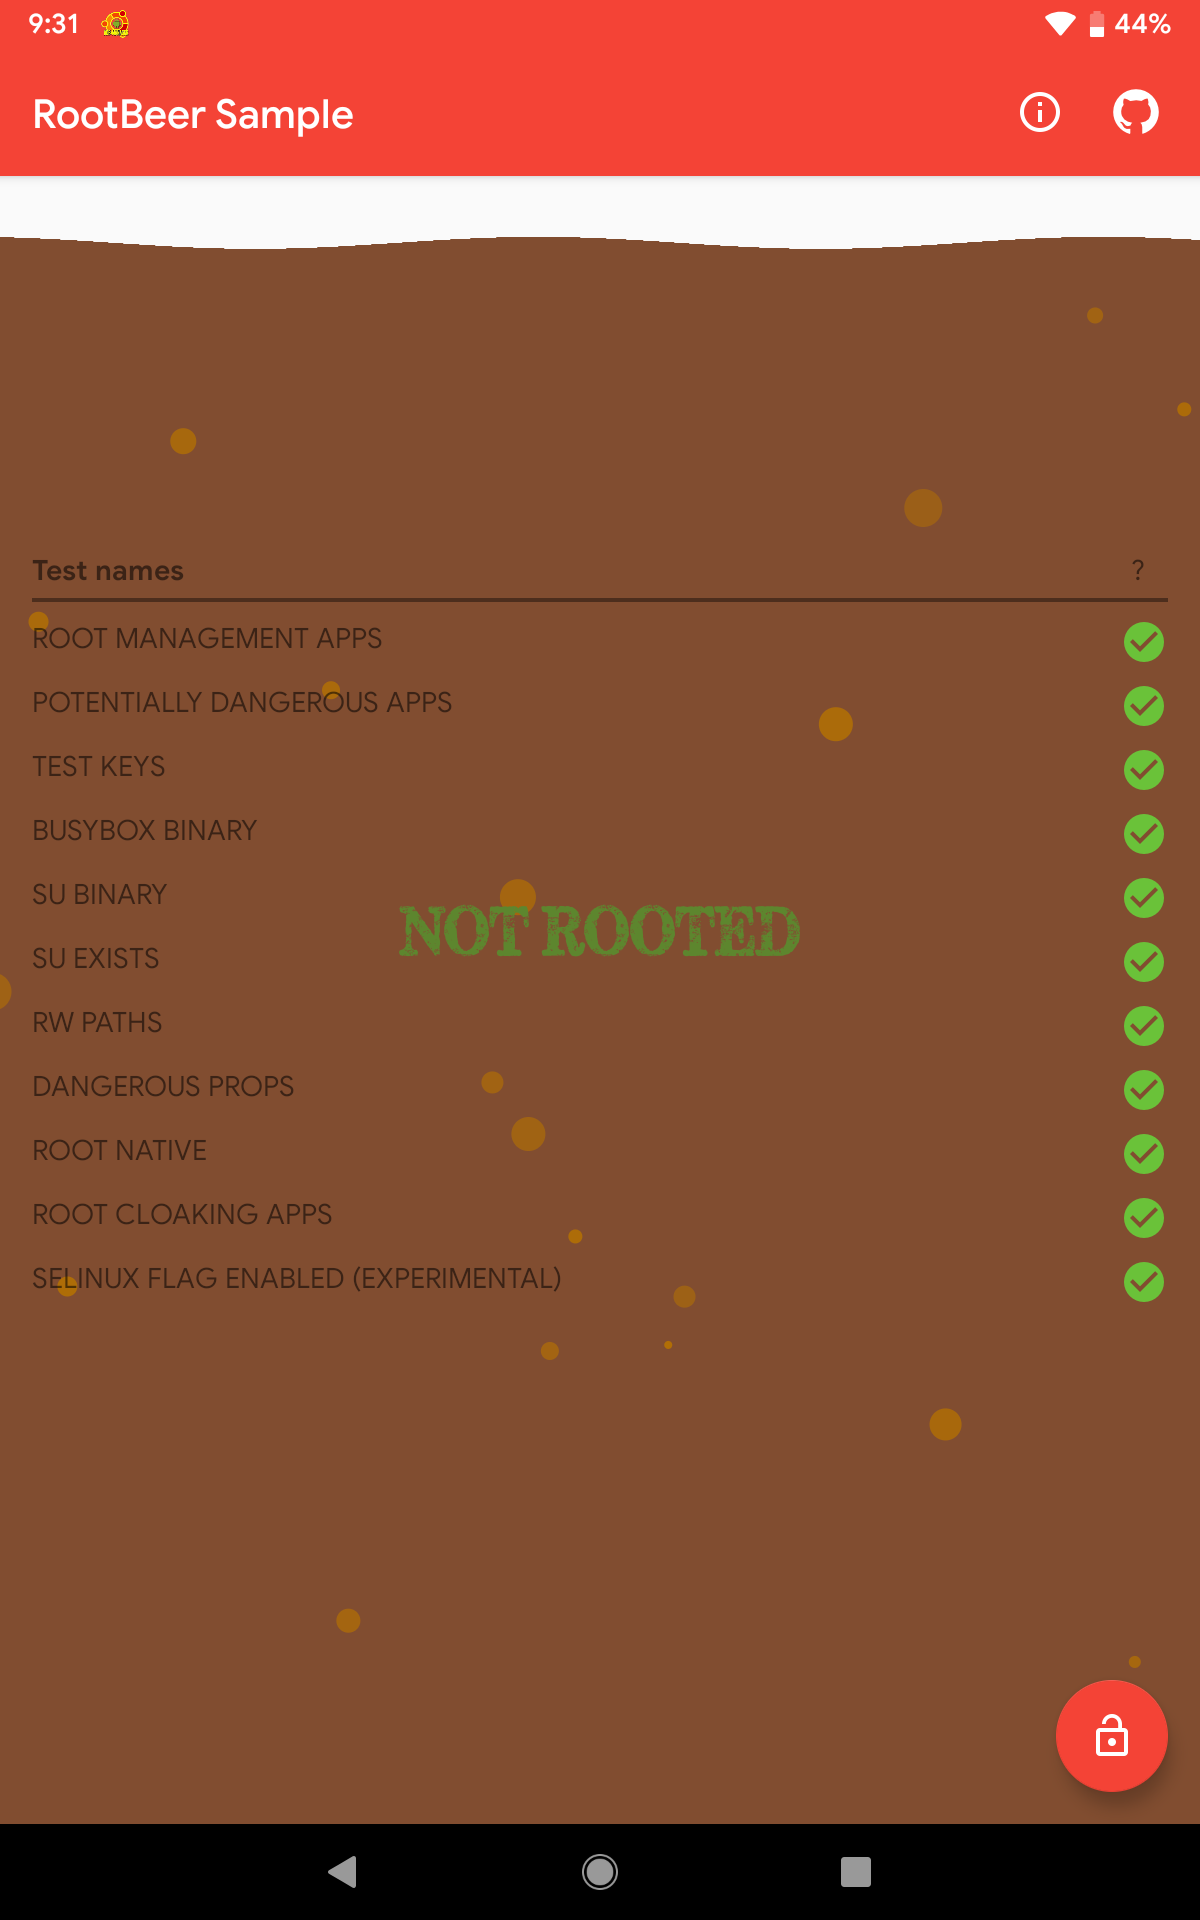 9:31 44%
RootBeer Sample
Test names ?
ROOT MANAGEMENT APPS
POTENTIALLY DANGEROUS APPS
TEST KEYS
BUSYBOX BINARY
SU BINARY
NOT ROOTED
SU EXISTS
RW PATHS
DANGEROUS PROPS
ROOT NATIVE
ROOT CLOAKING APPS
SELINUX FLAG ENABLED (EXPERIMENTAL)